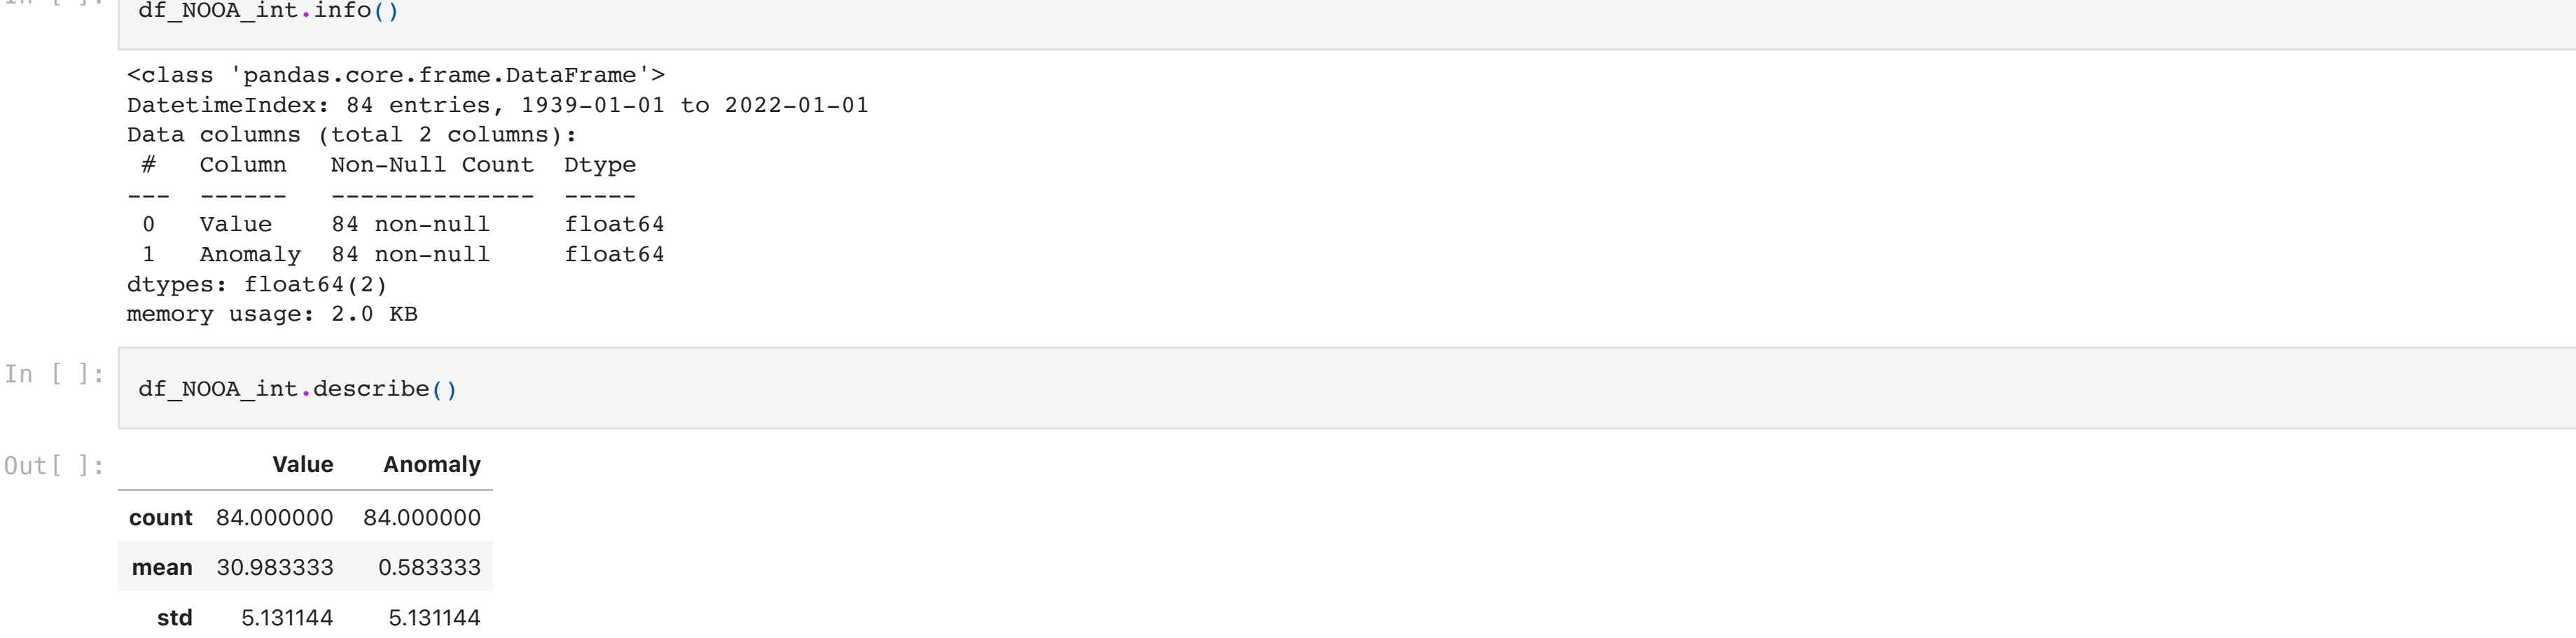 In [ ]:
df_NOOA_int.info()
<class 'pandas.core.frame.DataFrame'>
DatetimeIndex: 84 entries, 1939-01-01 to 2022-01-01
Data columns (total 2 columns):
 #   Column   Non-Null Count  Dtype
---  ------   --------------  -----
 0   Value    84 non-null     float64
 1   Anomaly  84 non-null     float64
dtypes: float64(2)
memory usage: 2.0 KB
In [ ]:
df_NOOA_int.describe()
Out[ ]:
Value Anomaly
count 84.000000 84.000000
mean 30.983333 0.583333
std 5.131144 5.131144